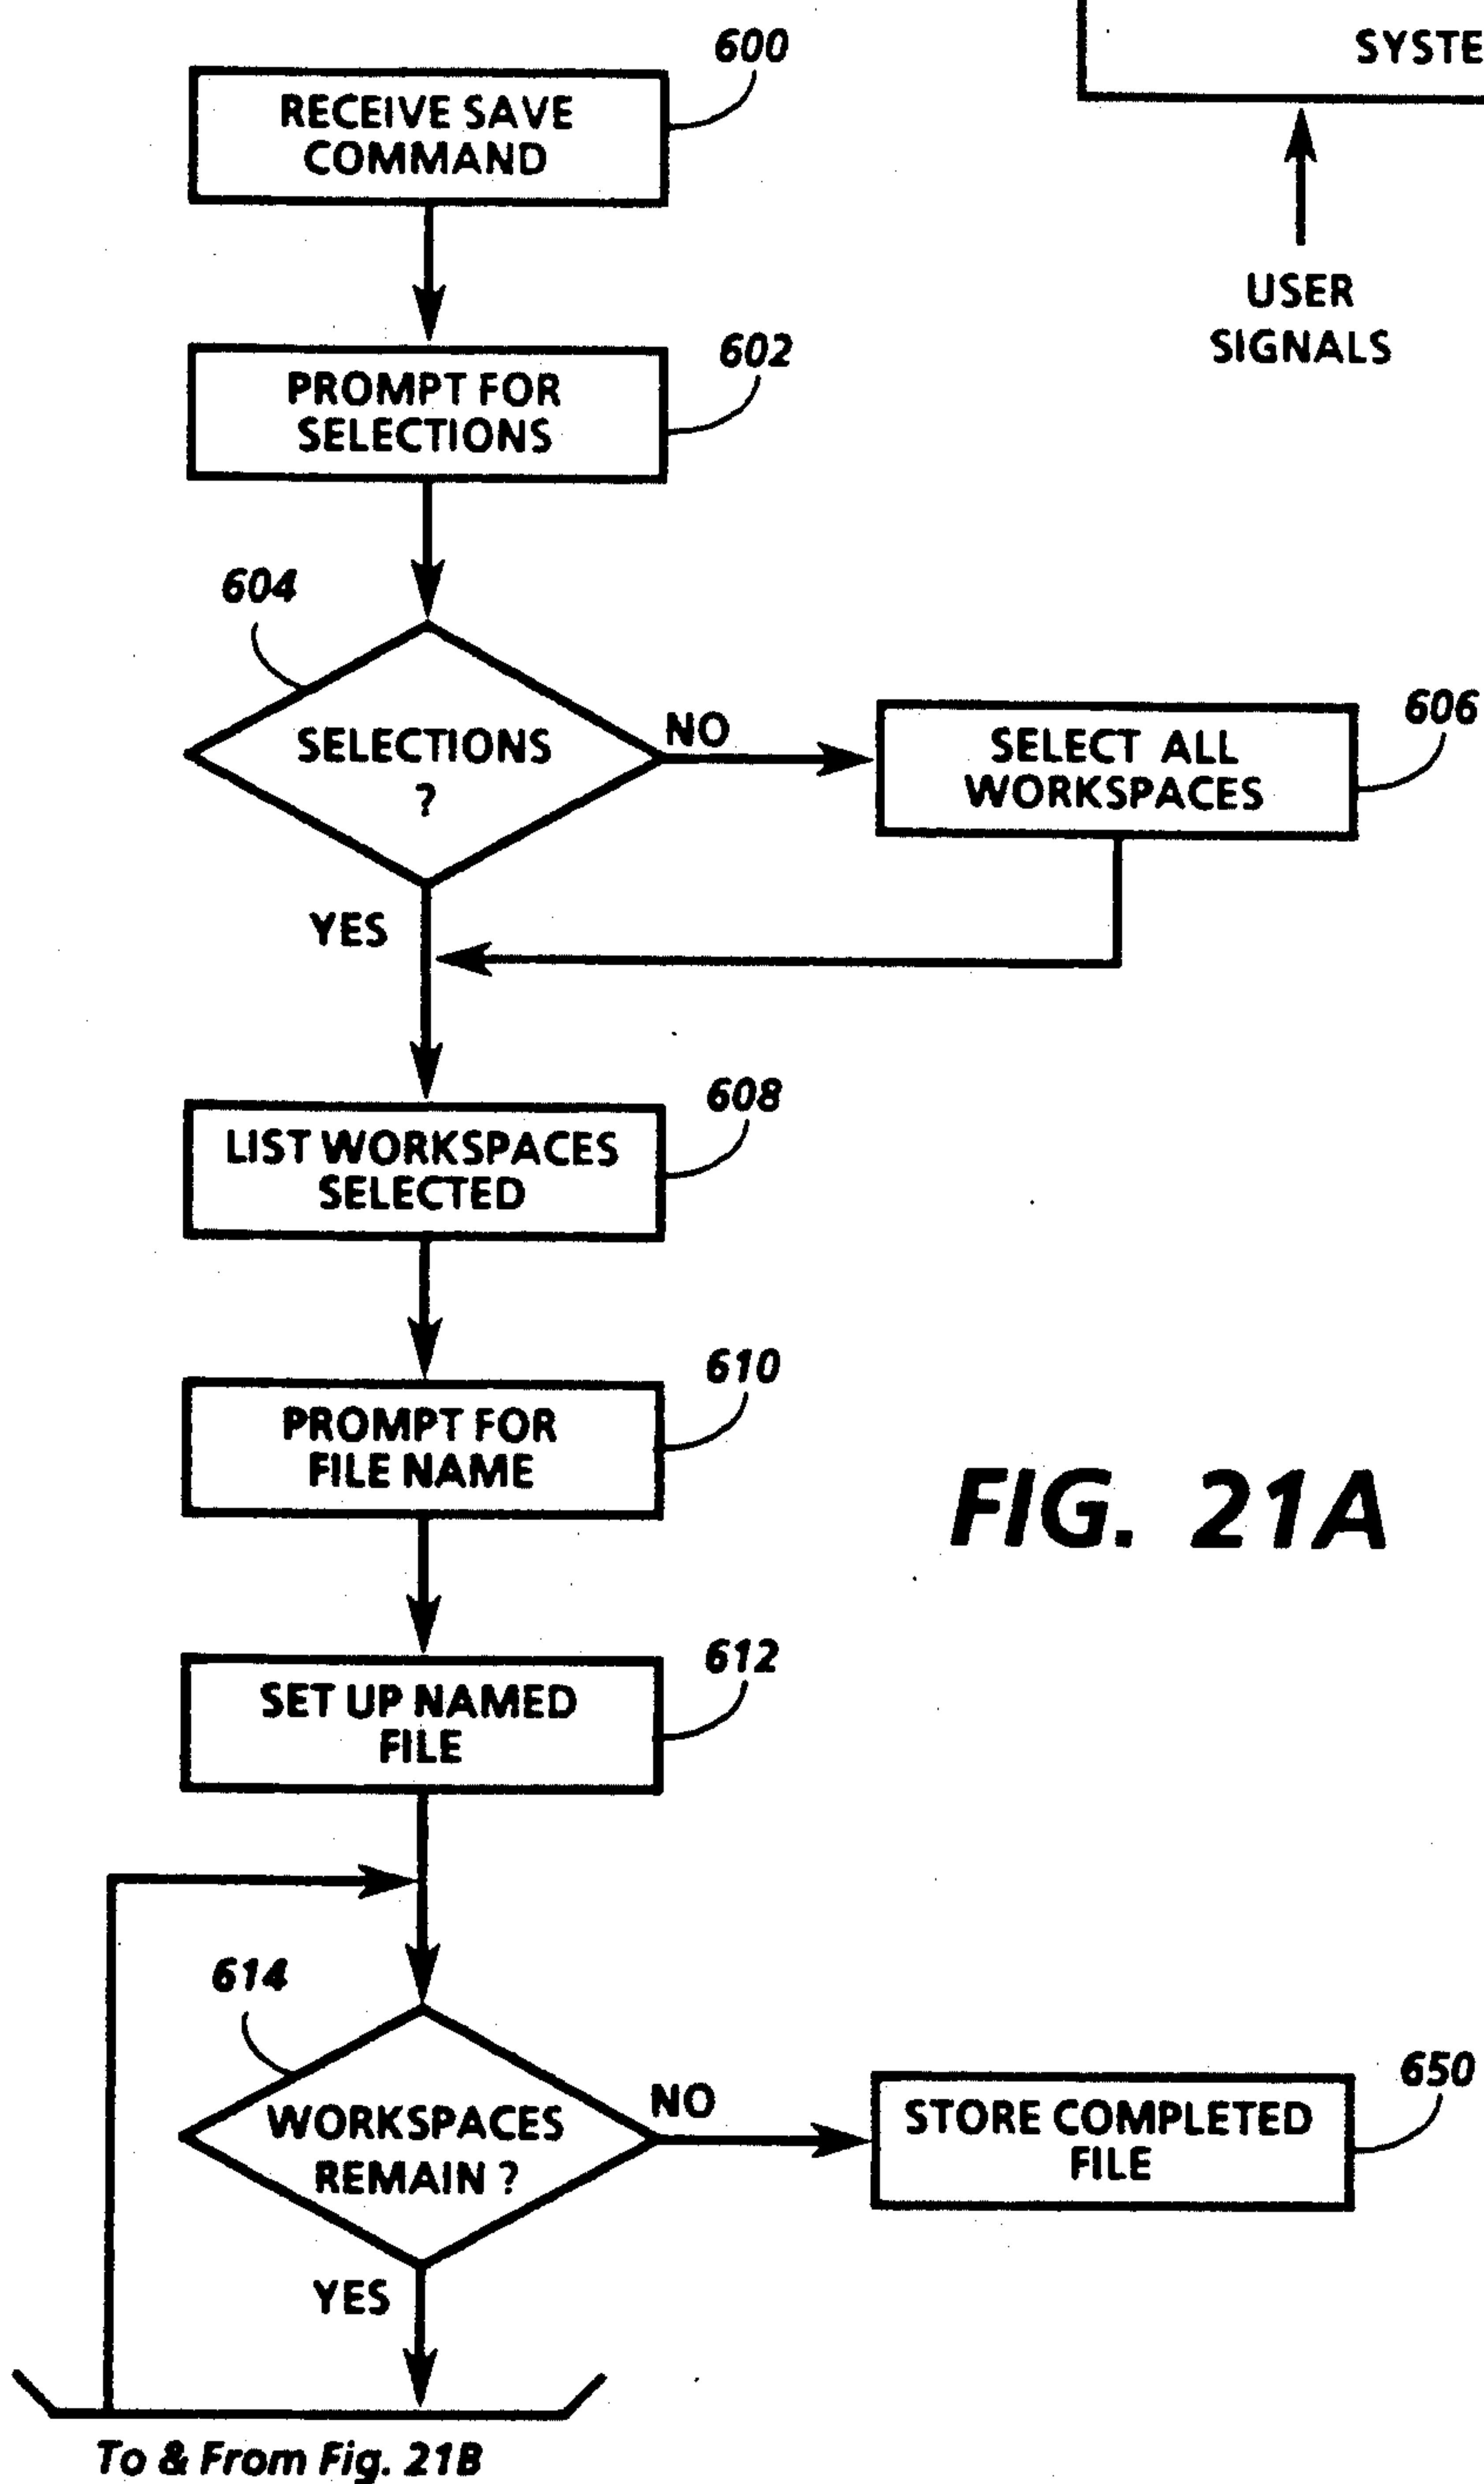 600
RECEIVE SAVE
COMMAND
SYSTE
USER
SIGNALS
602
PROMPT FOR
SELECTIONS
604
SELECTIONS
?
NO
606
SELECT ALL
WORKSPACES
YES
608
LIST WORKSPACES
SELECTED
610
PROMPT FOR
FILE NAME
FIG. 21A
612
SET UP NAMED
FILE
614
WORKSPACES
REMAIN ?
NO
650
STORE COMPLETED
FILE
YES
To & From Fig. 21B